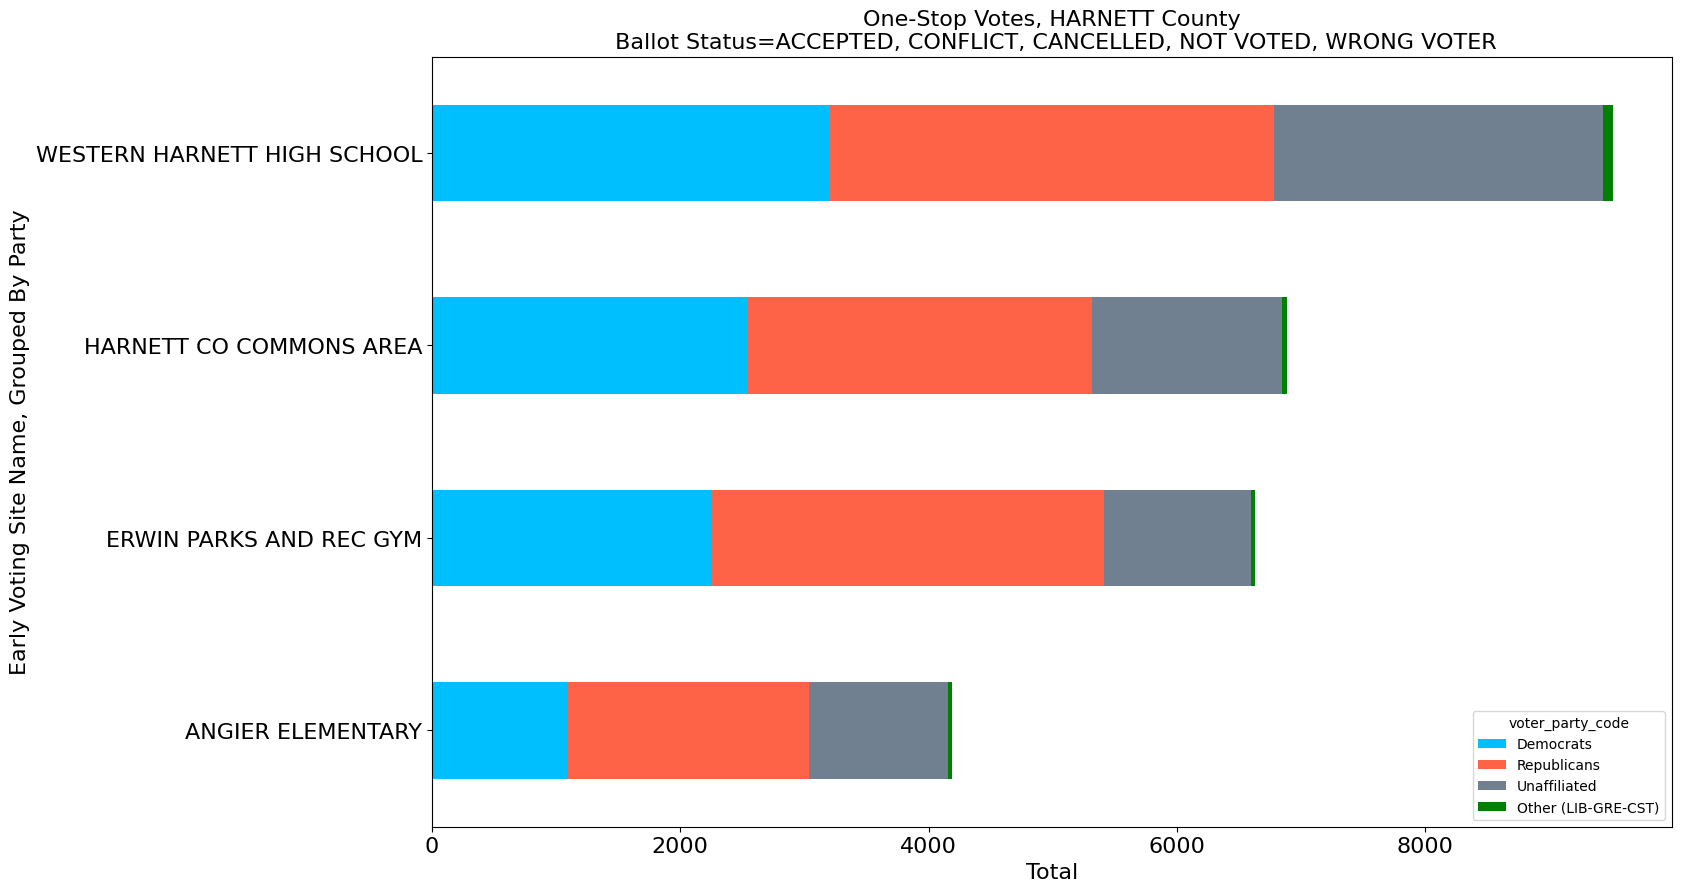 One-Stop Votes, HARNETT County
Ballot Status=ACCEPTED, CONFLICT, CANCELLED, NOT VOTED, WRONG VOTER
Early Voting Site Name, Grouped By Party
WESTERN HARNETT HIGH SCHOOL
HARNETT CO COMMONS AREA
ERWIN PARKS AND REC GYM
ANGIER ELEMENTARY
voter_party_code
Democrats
Republicans
Unaffiliated
Other (LIB-GRE-CST)
0 2000 4000 6000 8000
Total